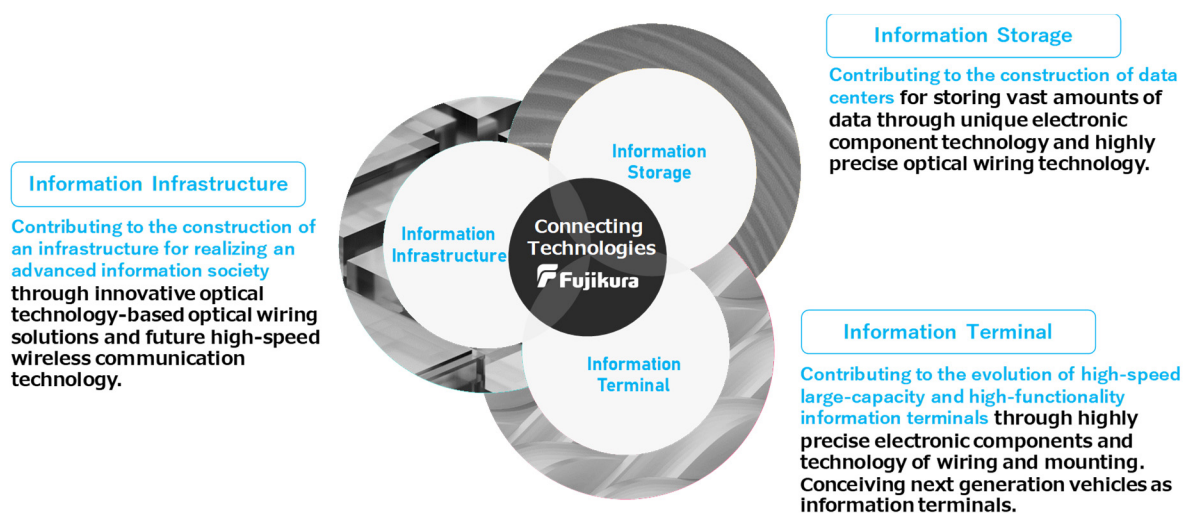 Information Storage
Contributing to the construction of data
centers for storing vast amounts of
data through unique electronic
component technology and highly
precise optical wiring technology.
Information Infrastructure
Contributing to the construction of
an infrastructure for realizing an
advanced information society
through innovative optical
technology-based optical wiring
solutions and future high-speed
wireless communication
technology.
Information
Storage
Information
Infrastructure
Connecting
Technologies
Fujikura
Information
Terminal
Information Terminal
Contributing to the evolution of high-speed
large-capacity and high-functionality
information terminals through highly
precise electronic components and
technology of wiring and mounting.
Conceiving next generation vehicles as
information terminals.